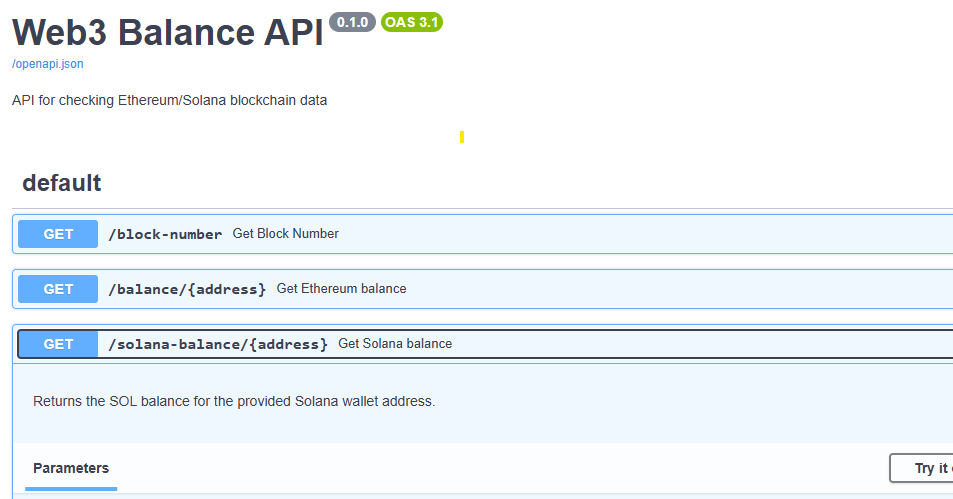 Web3 Balance API 0.1.0 OAS 3.1
/openapi.json
API for checking Ethereum/Solana blockchain data
default
GET /block-number Get Block Number
GET /balance/{address} Get Ethereum balance
GET /solana-balance/{address} Get Solana balance
Returns the SOL balance for the provided Solana wallet address.
Parameters Try it